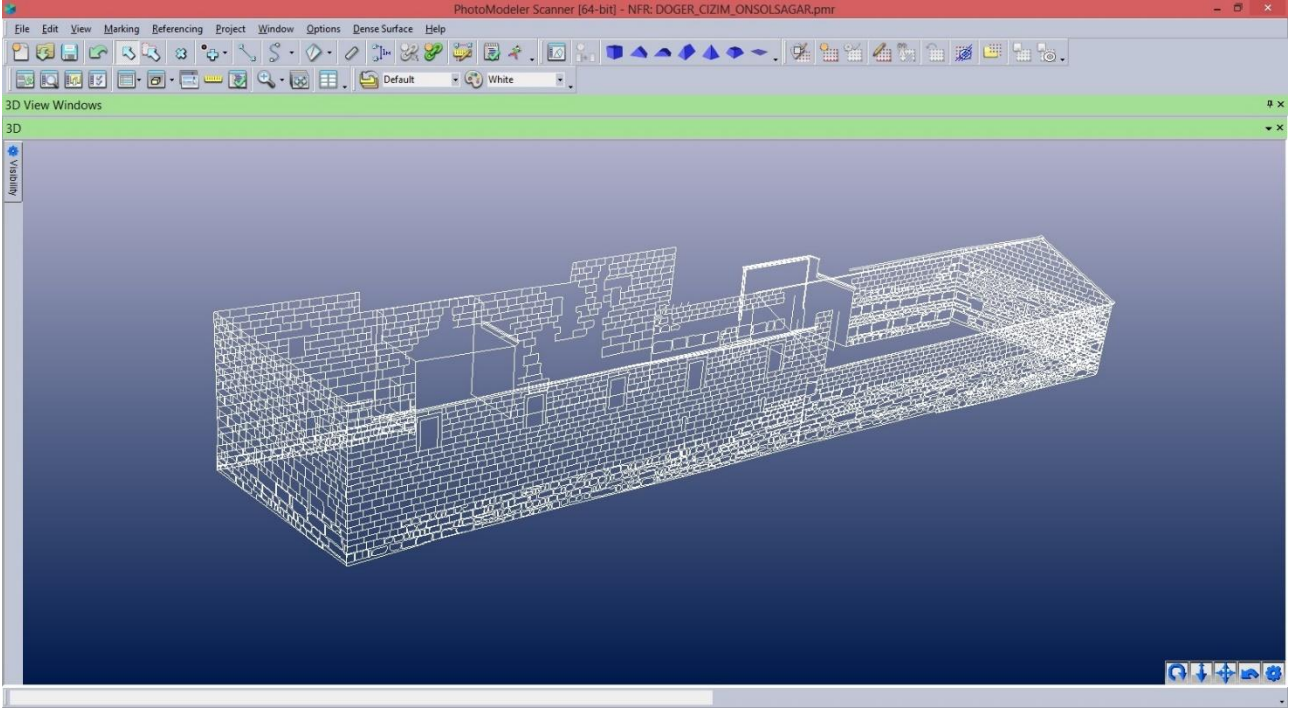 PhotoModeler Scanner [64-bit] - NFR: DOGER_CIZIM_ONSOLSAGAR.pmr
File Edit View Marking Referencing Project Window Options Dense Surface Help
Default White
3D View Windows
3D
Visibility